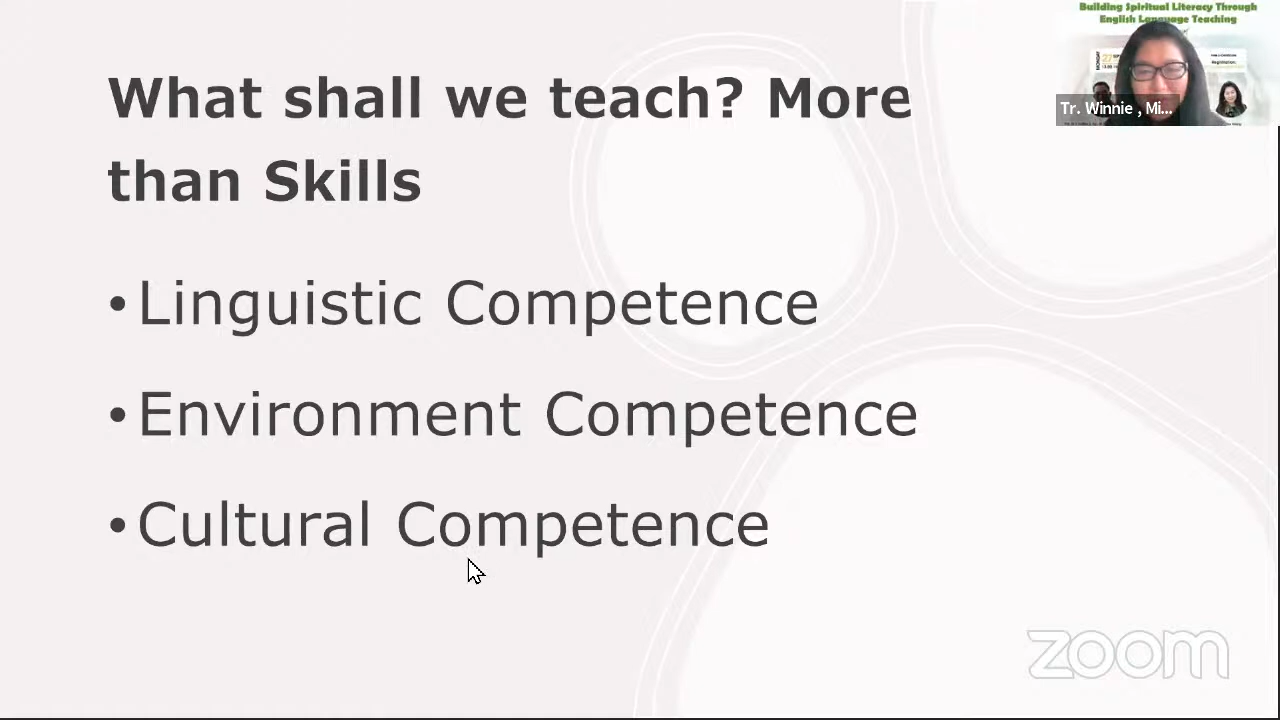 Building Spiritual Literacy Through
English Language Teaching
Tr. Winnie , Mi...
What shall we teach? More
than Skills
• Linguistic Competence
• Environment Competence
• Cultural Competence
zoom